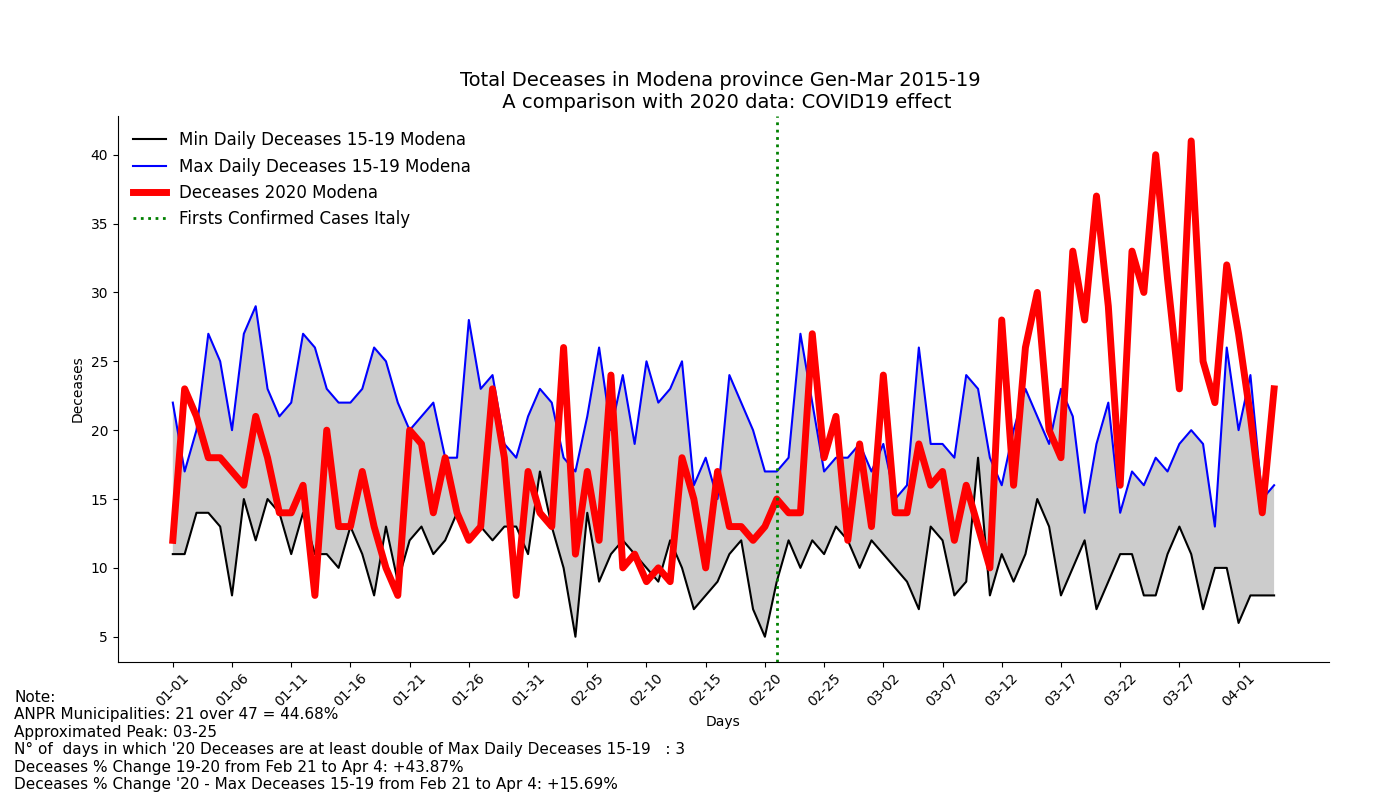 Total Deceases in Modena province Gen-Mar 2015-19
A comparison with 2020 data: COVID19 effect
Min Daily Deceases 15-19 Modena
Max Daily Deceases 15-19 Modena
Deceases 2020 Modena
Firsts Confirmed Cases Italy
40
35
30
25
20
15
10
5
Deceases
01-01
01-06
01-11
01-16
01-21
01-26
01-31
02-05
02-10
02-15
02-20
02-25
03-02
03-07
03-12
03-17
03-22
03-27
04-01
Days
Note:
ANPR Municipalities: 21 over 47 = 44.68%
Approximated Peak: 03-25
N° of  days in which '20 Deceases are at least double of Max Daily Deceases 15-19   : 3
Deceases % Change 19-20 from Feb 21 to Apr 4: +43.87%
Deceases % Change '20 - Max Deceases 15-19 from Feb 21 to Apr 4: +15.69%